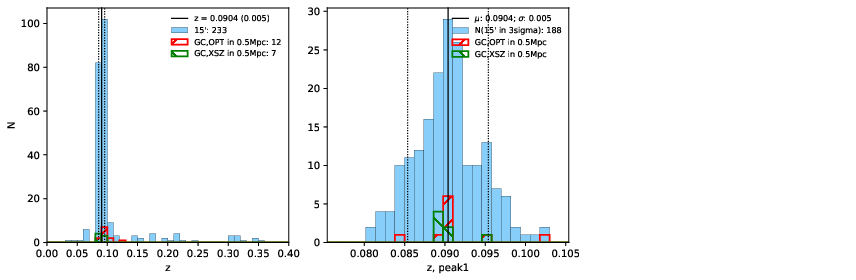 z = 0.0904 (0.005)
15': 233
GC,OPT in 0.5Mpc: 12
GC,XSZ in 0.5Mpc: 7
N
100
80
60
40
20
0
0.00 0.05 0.10 0.15 0.20 0.25 0.30 0.35 0.40
z
μ: 0.0904; σ: 0.005
N(15' in 3sigma): 188
GC,OPT in 0.5Mpc
GC,XSZ in 0.5Mpc
30
25
20
15
10
5
0
0.080 0.085 0.090 0.095 0.100 0.105
z, peak1